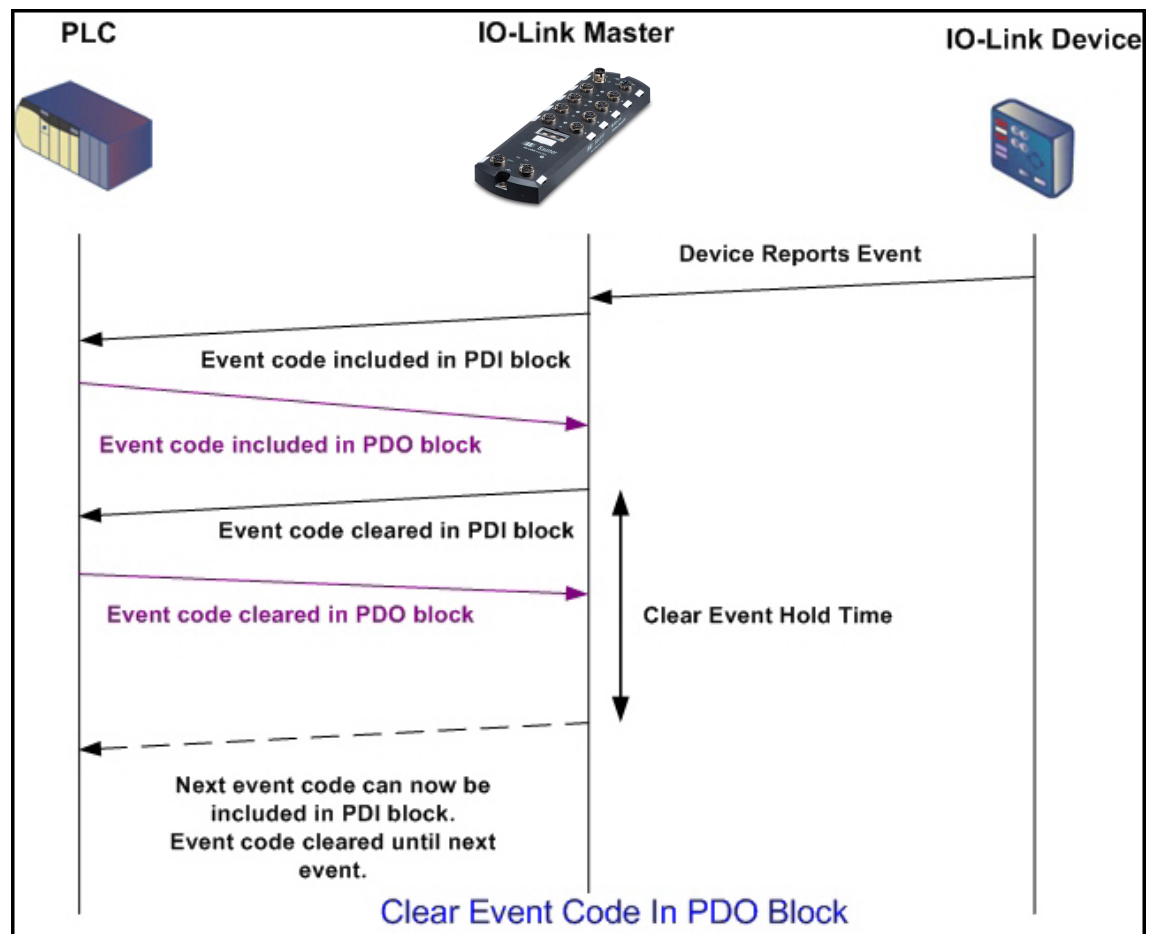 PLC
IO-Link Master
IO-Link Device
Device Reports Event
Event code included in PDI block
Event code included in PDO block
Event code cleared in PDI block
Event code cleared in PDO block
Clear Event Hold Time
Next event code can now be
included in PDI block.
Event code cleared until next
event.
Clear Event Code In PDO Block